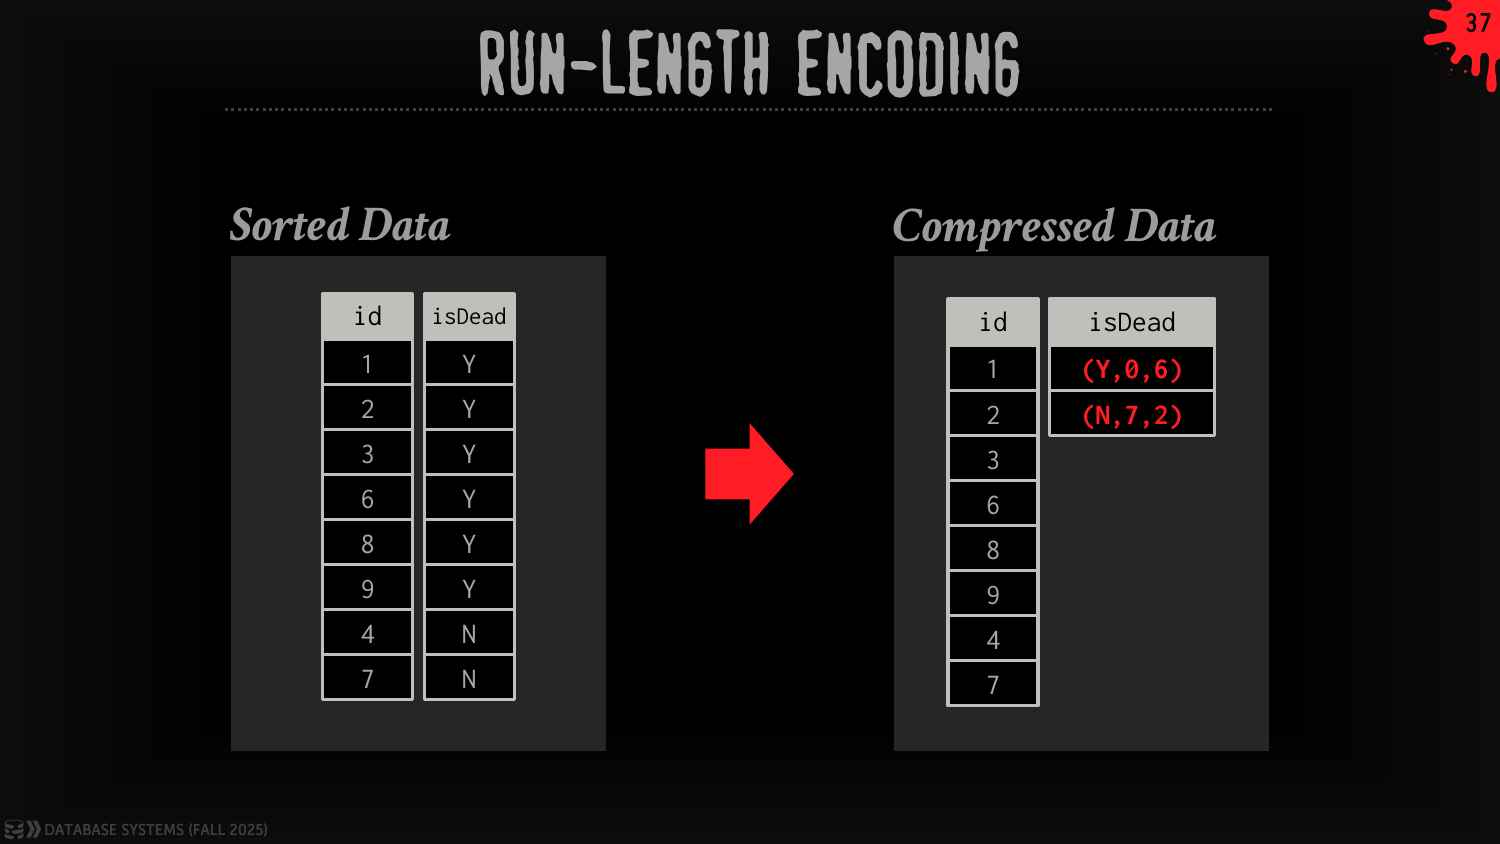 37
RUN-LENGTH ENCODING
Sorted Data
id isDead
1 Y
2 Y
3 Y
6 Y
8 Y
9 Y
4 N
7 N
Compressed Data
id isDead
1 (Y,0,6)
2 (N,7,2)
3
6
8
9
4
7
DATABASE SYSTEMS (FALL 2025)